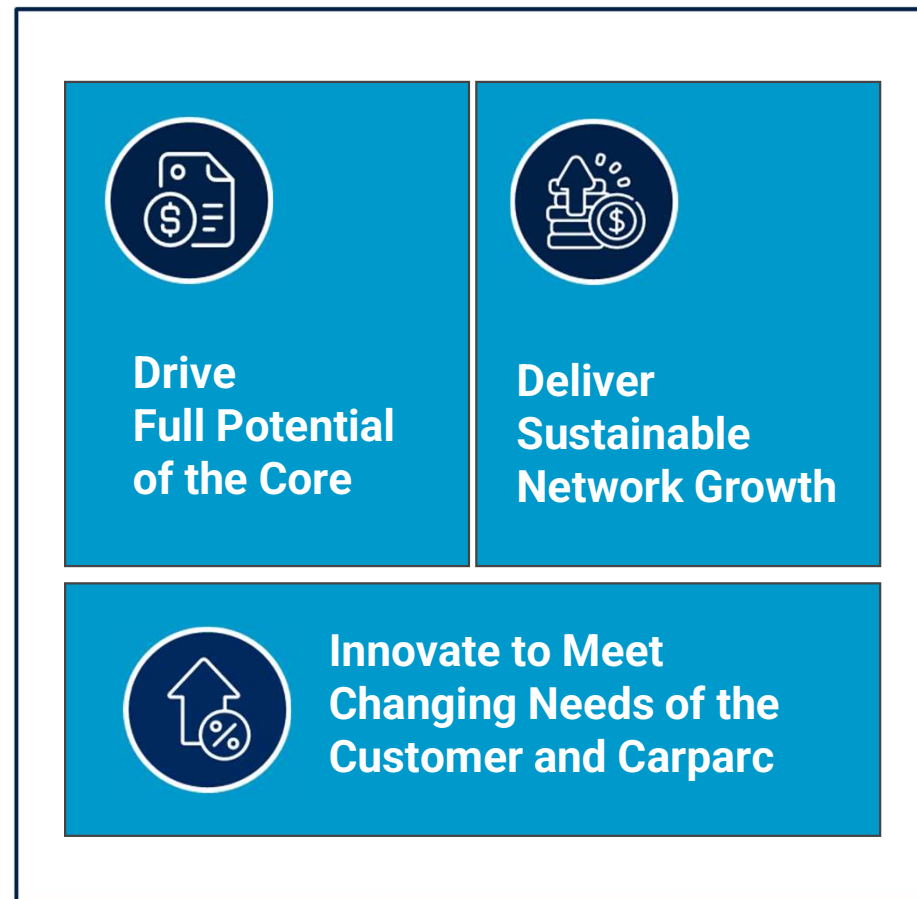 Drive
Full Potential
of the Core
Deliver
Sustainable
Network Growth
Innovate to Meet
Changing Needs of the
Customer and Carparc